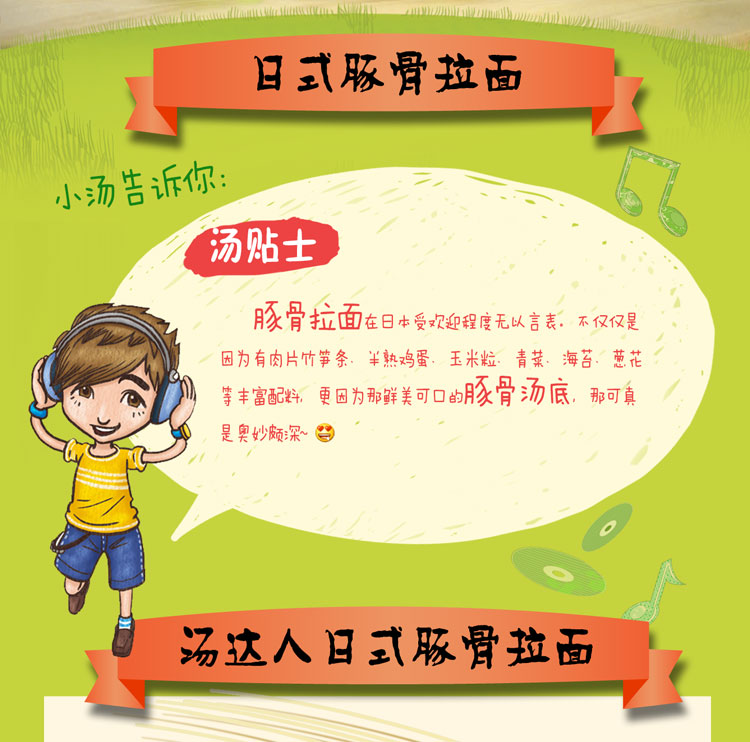 日式豚骨拉面
小汤告诉你:
汤贴士
豚骨拉面在日本受欢迎程度无以言表。不仅仅是
因为有肉片竹笋条、半熟鸡蛋、玉米粒、青菜、海苔、葱花
等丰富配料,更因为那鲜美可口的豚骨汤底,那可真
是奥妙颇深~
汤达人日式豚骨拉面